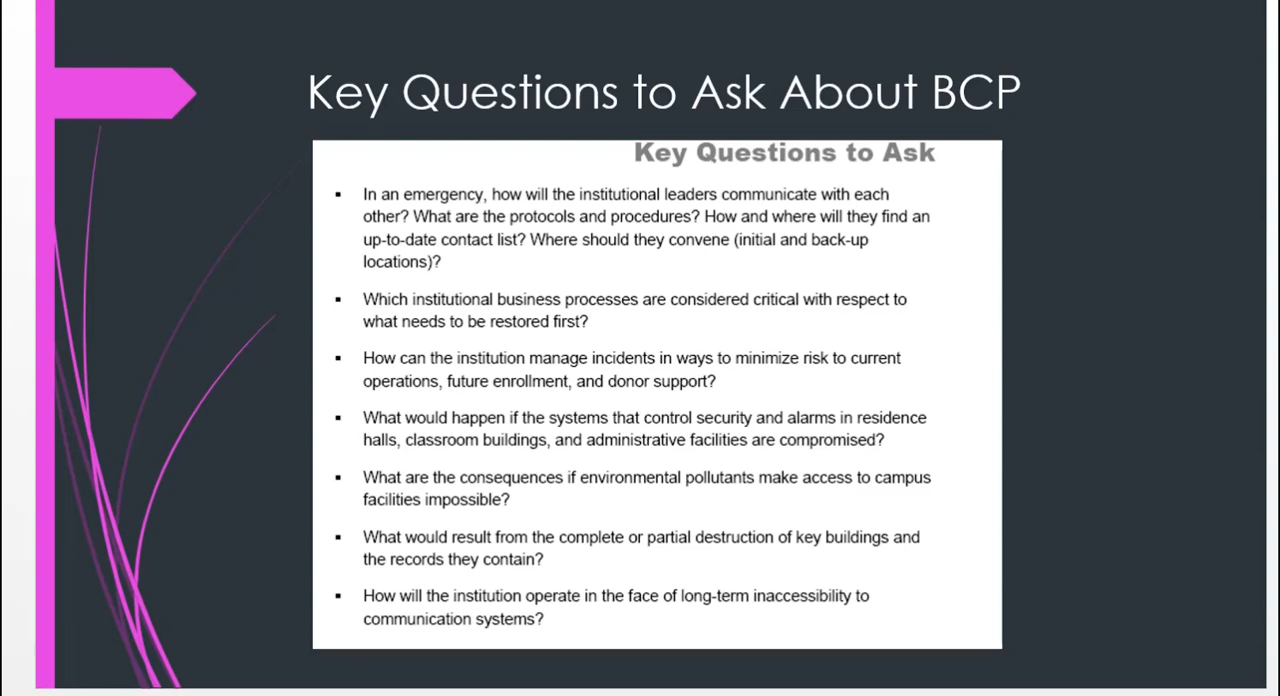 Key Questions to Ask About BCP
Key Questions to Ask
▪ In an emergency, how will the institutional leaders communicate with each
other? What are the protocols and procedures? How and where will they find an
up-to-date contact list? Where should they convene (initial and back-up
locations)?
▪ Which institutional business processes are considered critical with respect to
what needs to be restored first?
▪ How can the institution manage incidents in ways to minimize risk to current
operations, future enrollment, and donor support?
▪ What would happen if the systems that control security and alarms in residence
halls, classroom buildings, and administrative facilities are compromised?
▪ What are the consequences if environmental pollutants make access to campus
facilities impossible?
▪ What would result from the complete or partial destruction of key buildings and
the records they contain?
▪ How will the institution operate in the face of long-term inaccessibility to
communication systems?